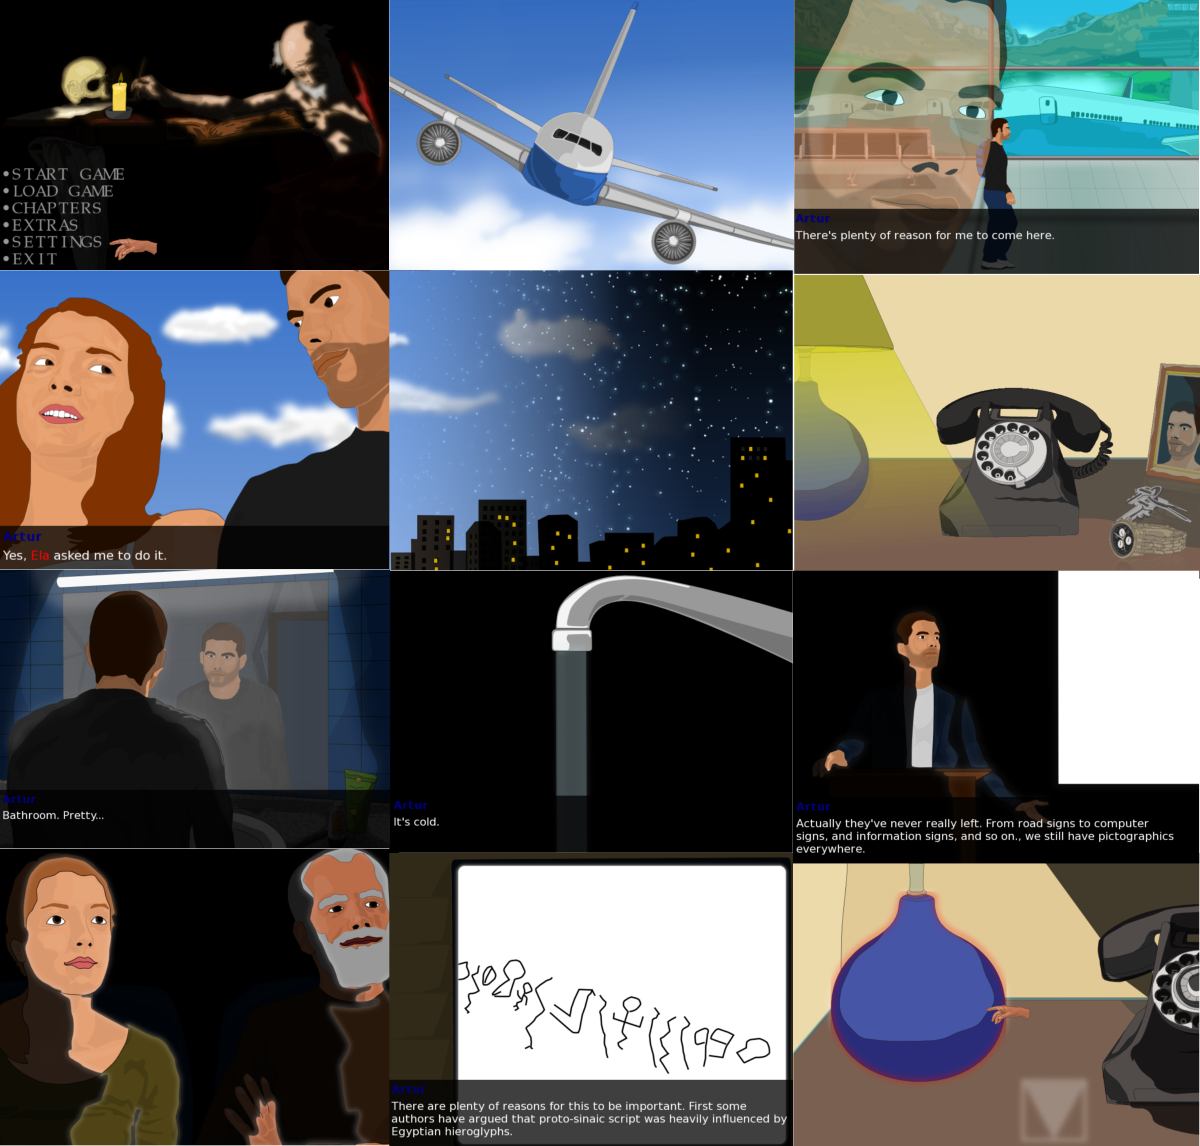 •START GAME
•LOAD GAME
•CHAPTERS
•EXTRAS
•SETTINGS
•EXIT
Artur
There's plenty of reason for me to come here.
Artur
Yes, Ela asked me to do it.
Artur
Bathroom. Pretty...
Artur
It's cold.
Artur
Actually they've never really left. From road signs to computer
signs, and information signs, and so on., we still have pictographics
everywhere.
Artur
There are plenty of reasons for this to be important. First some
authors have argued that proto-sinaic script was heavily influenced by
Egyptian hieroglyphs.